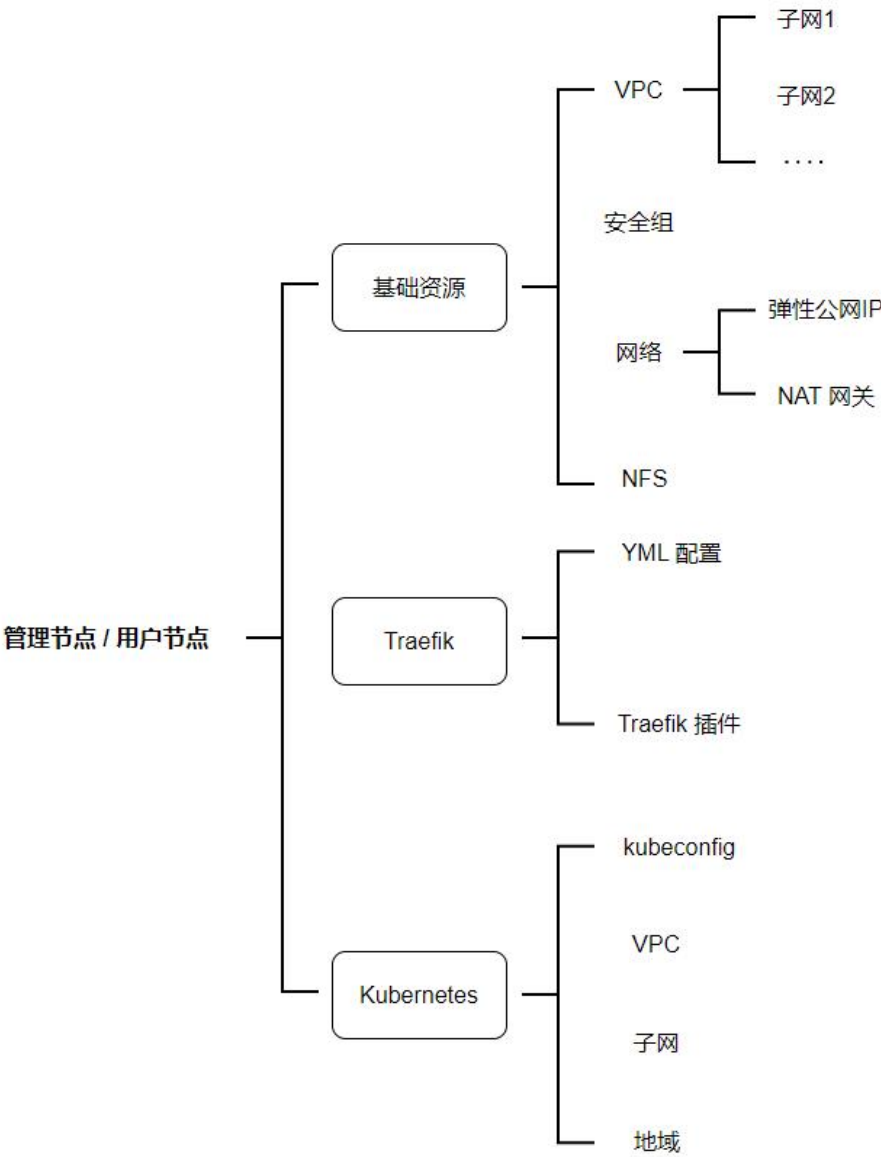 子网1
VPC
子网2
....
安全组
基础资源
弹性公网IP
网络
NAT 网关
NFS
YML 配置
管理节点 / 用户节点
Traefik
Traefik 插件
kubeconfig
VPC
Kubernetes
子网
地域